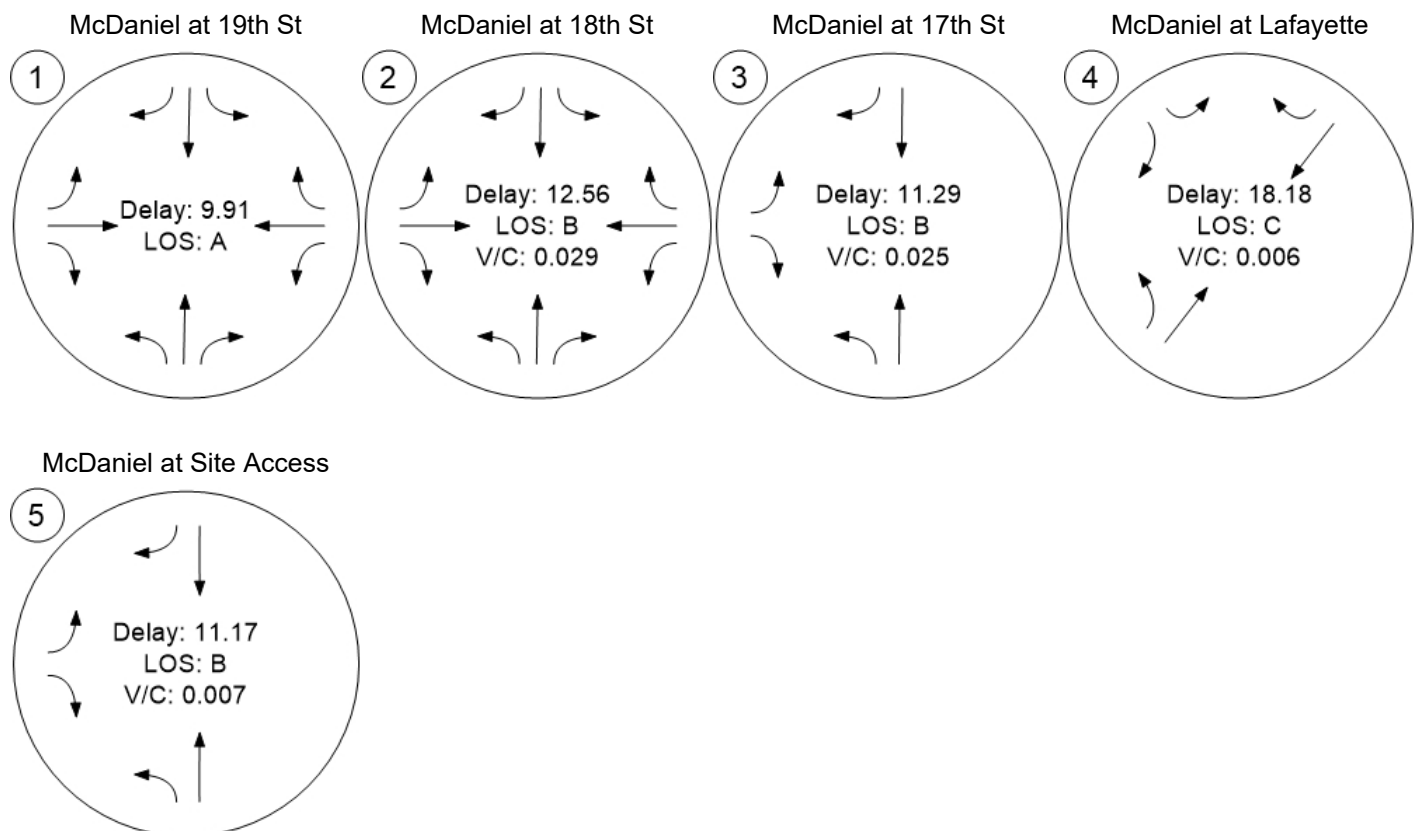 McDaniel at 19th St
1
Delay: 9.91
LOS: A
McDaniel at 18th St
2
Delay: 12.56
LOS: B
V/C: 0.029
McDaniel at 17th St
3
Delay: 11.29
LOS: B
V/C: 0.025
McDaniel at Lafayette
4
Delay: 18.18
LOS: C
V/C: 0.006
McDaniel at Site Access
5
Delay: 11.17
LOS: B
V/C: 0.007